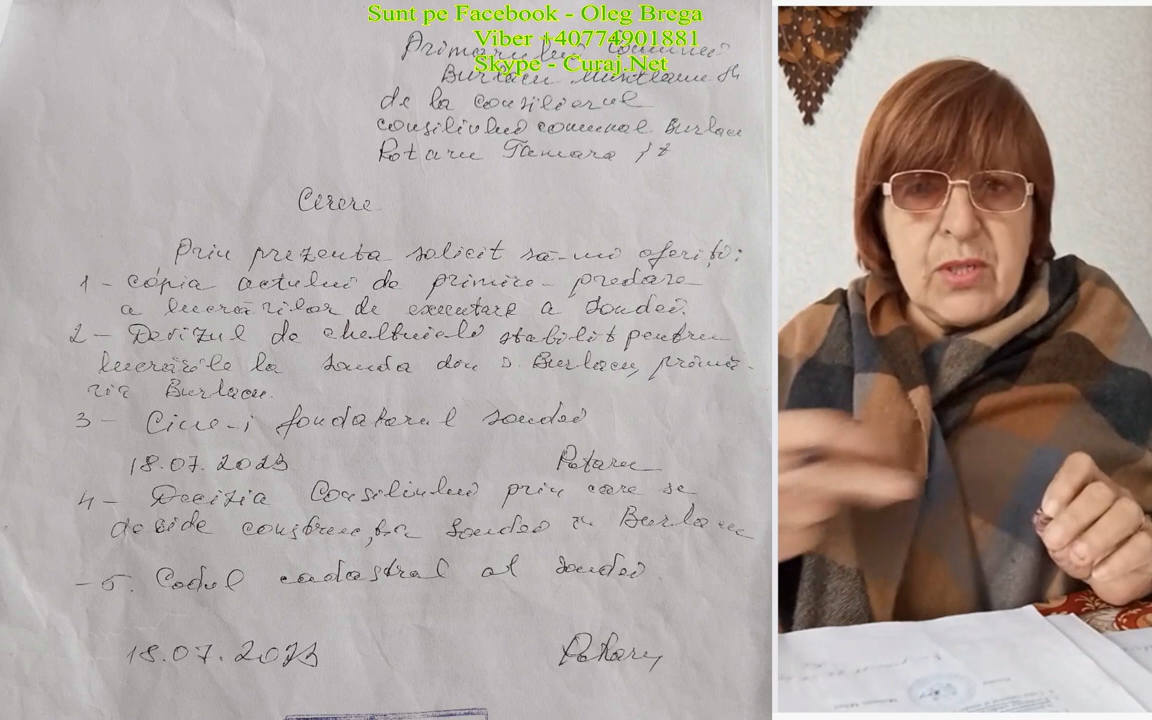 Sunt pe Facebook - Oleg Brega
Viber +40774901881
Skype - Curaj.Net
Primarului comunei
Burlacu
de la consilierul
consiliului comunal Burlacu
Rotaru Tamara
Cerere
Prin prezenta solicit să-mi oferiți:
1 - copia actului de primire - predare
a lucrărilor de executare a sondei.
2 - Devizul de cheltuieli stabilit pentru
lucrările la sonda din s. Burlacu, primă-
ria Burlacu.
3 - Cine-i fondatorul sondei
18.07.2023 Rotaru
4 - Decizia Consiliului prin care se
deside construcția sondei în Burlacu
- 5. Codul cadastral al sondei.
18.07.2023 Rotaru